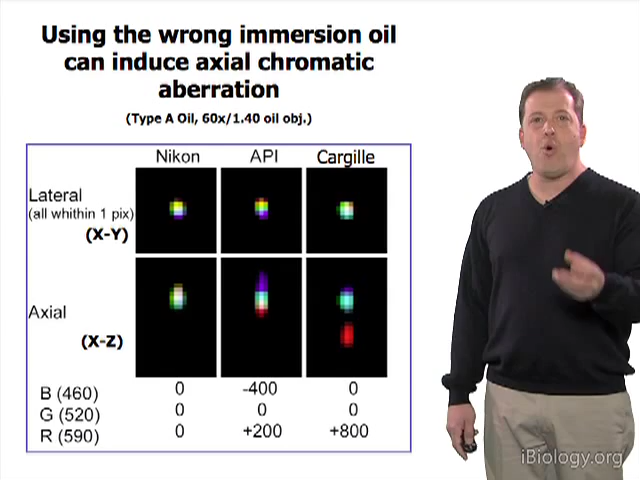 Using the wrong immersion oil
can induce axial chromatic
aberration
(Type A Oil, 60x/1.40 oil obj.)
Nikon API Cargille
Lateral
(all whithin 1 pix)
(X-Y)
Axial
(X-Z)
B (460) 0 -400 0
G (520) 0 0 0
R (590) 0 +200 +800
iBiology.org